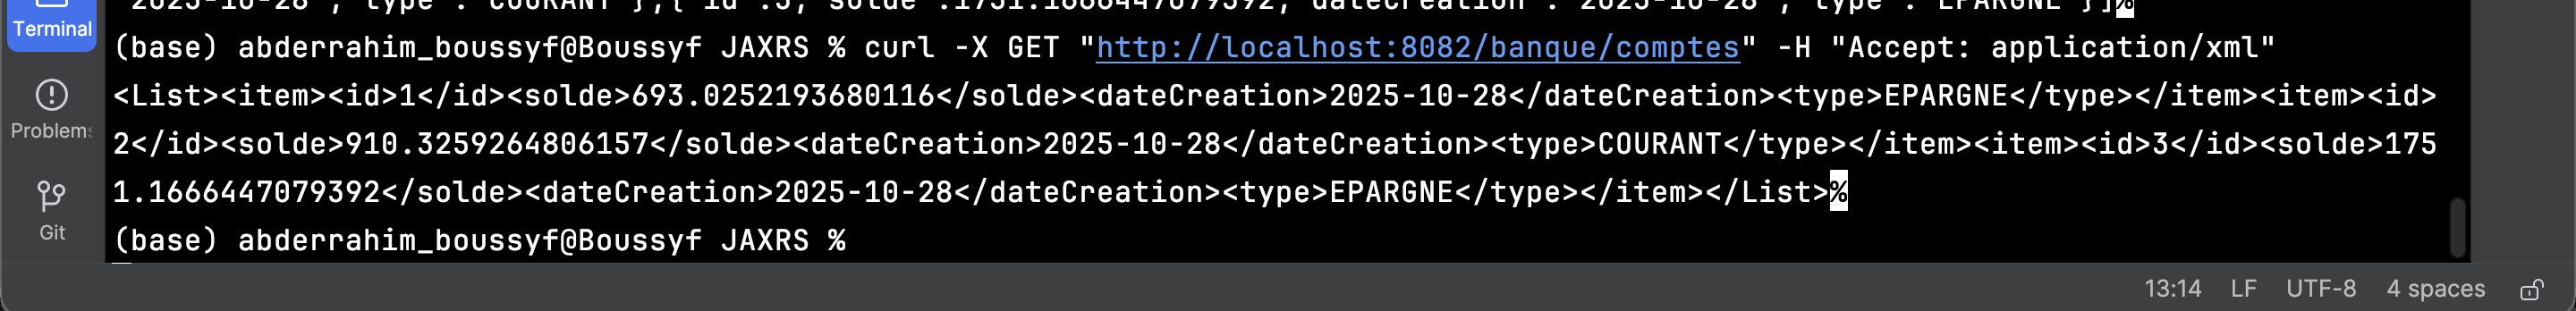 2025-10-28","type":"COURANT"},{"id":3,"solde":1751.1666447079392,"dateCreation":"2025-10-28","type":"EPARGNE"}]%
Terminal
(base) abderrahim_boussyf@Boussyf JAXRS % curl -X GET "http://localhost:8082/banque/comptes" -H "Accept: application/xml"
<List><item><id>1</id><solde>693.0252193680116</solde><dateCreation>2025-10-28</dateCreation><type>EPARGNE</type></item><item><id>
2</id><solde>910.3259264806157</solde><dateCreation>2025-10-28</dateCreation><type>COURANT</type></item><item><id>3</id><solde>175
1.1666447079392</solde><dateCreation>2025-10-28</dateCreation><type>EPARGNE</type></item></List>%
(base) abderrahim_boussyf@Boussyf JAXRS %
Problems
Git
13:14 LF UTF-8 4 spaces